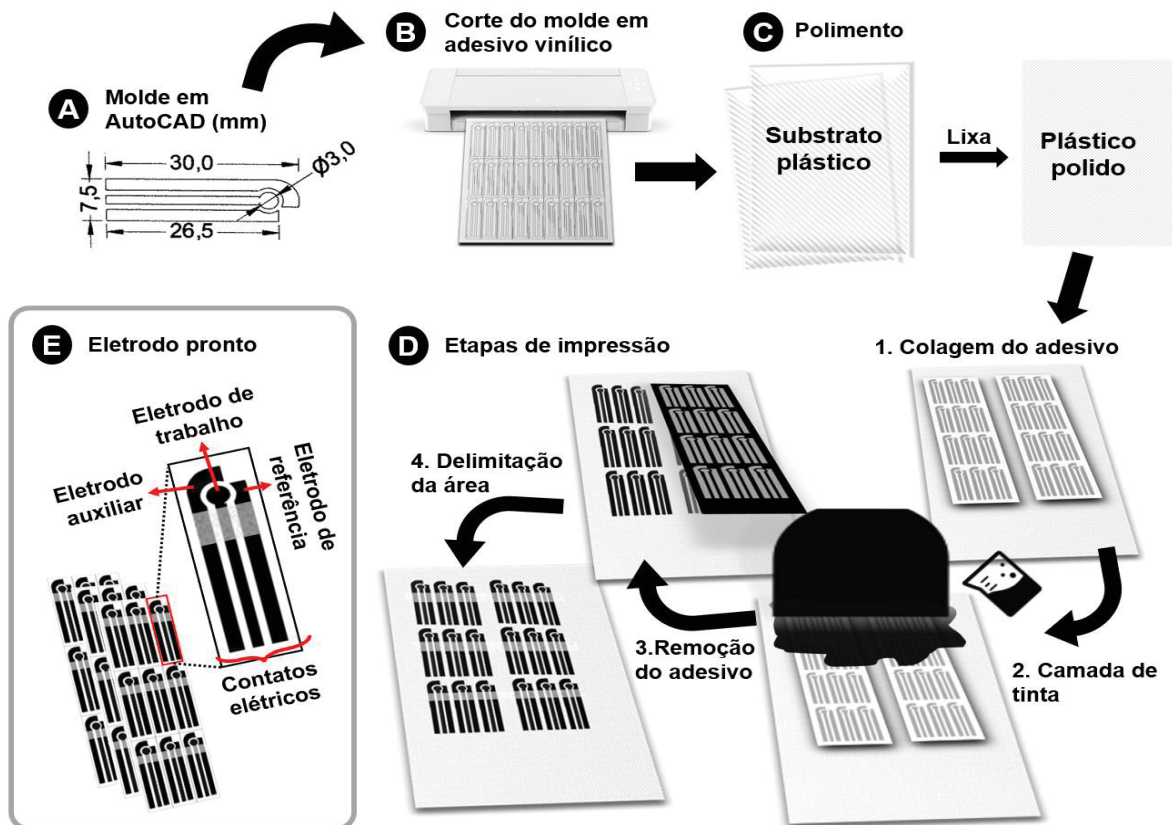 A
Molde em
AutoCAD (mm)
30,0
Ø3,0
7,5
26,5
B
Corte do molde em
adesivo vinílico
C
Polimento
Substrato
plástico
Lixa
Plástico
polido
D
Etapas de impressão
1. Colagem do adesivo
2. Camada de
tinta
3.Remoção
do adesivo
4. Delimitação
da área
E
Eletrodo pronto
Eletrodo de
trabalho
Eletrodo
auxiliar
Eletrodo de
referência
Contatos
elétricos